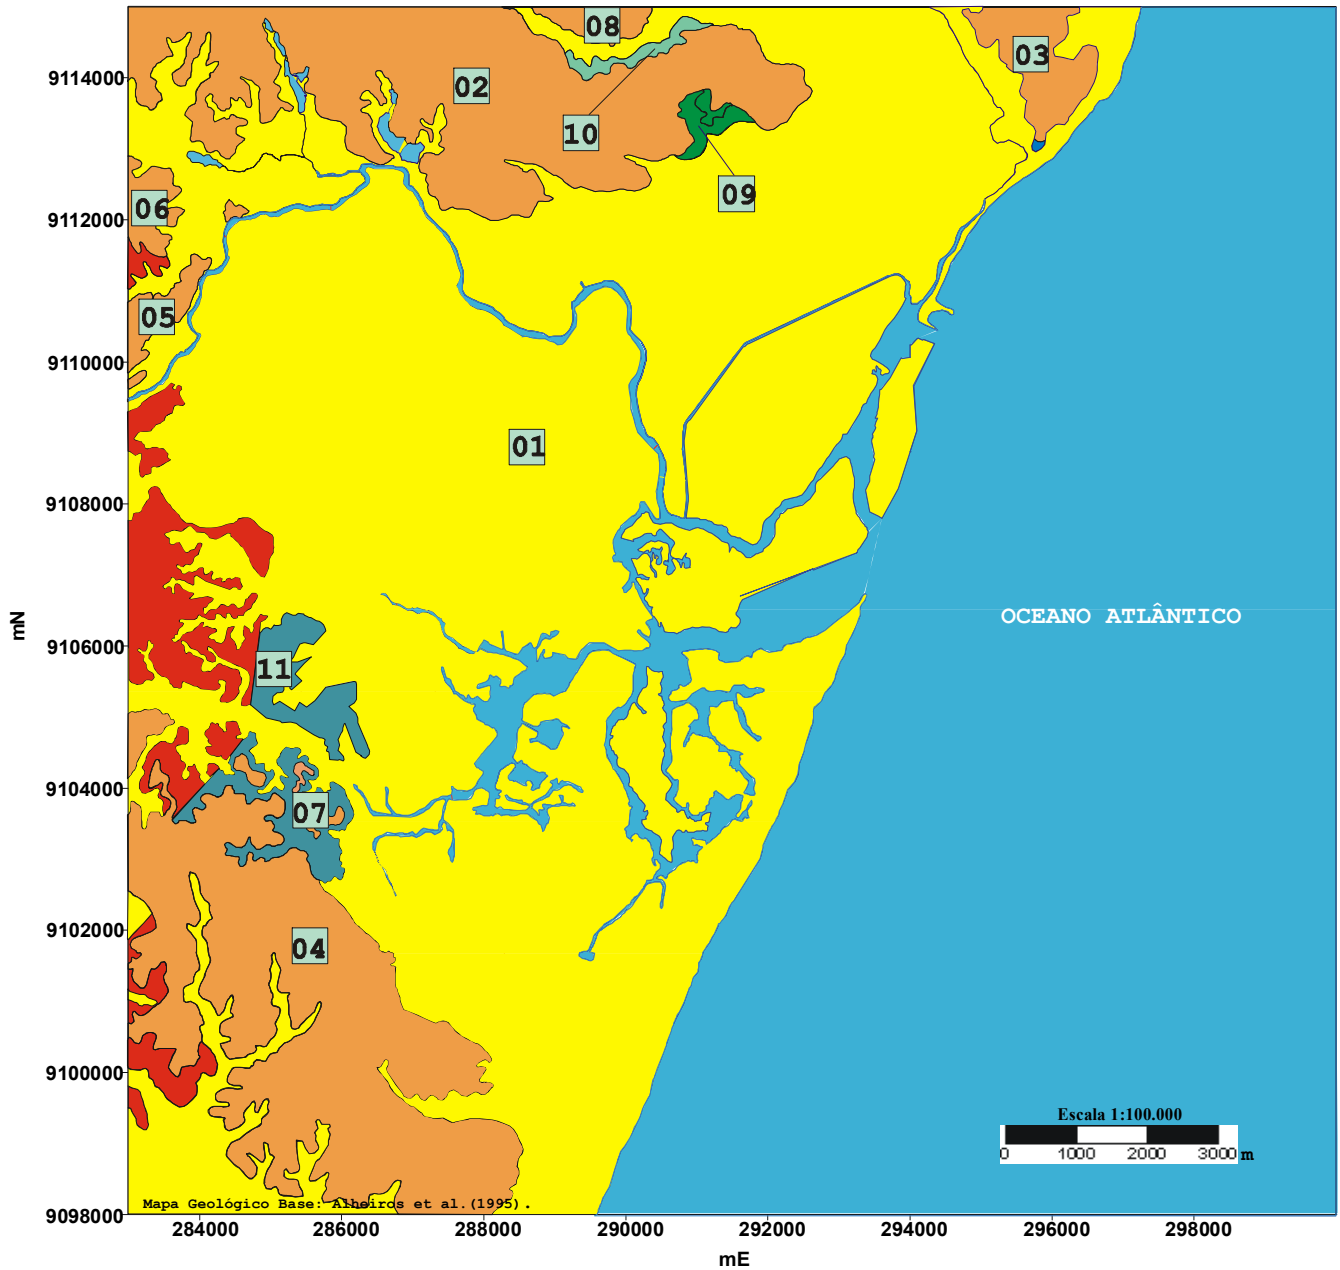 08
03
9114000
02
10
09
06
9112000
05
9110000
01
9108000
mN
OCEANO ATLÂNTICO
9106000
11
9104000
07
9102000
04
9100000
Escala 1:100.000
0 1000 2000 3000 m
Mapa Geológico Base: Alheiros et al.(1995).
9098000
284000 286000 288000 290000 292000 294000 296000 298000
mE